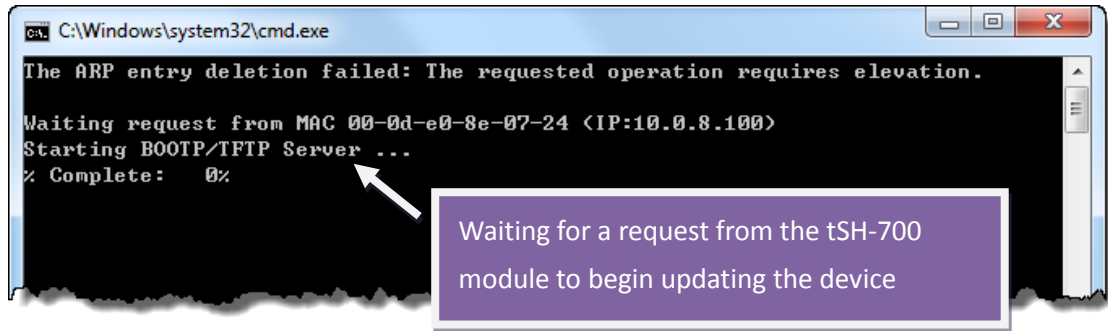 C:\Windows\system32\cmd.exe
The ARP entry deletion failed: The requested operation requires elevation.
Waiting request from MAC 00-0d-e0-8e-07-24 (IP:10.0.8.100)
Starting BOOTP/TFTP Server ...
% Complete:   0%
Waiting for a request from the tSH-700
module to begin updating the device